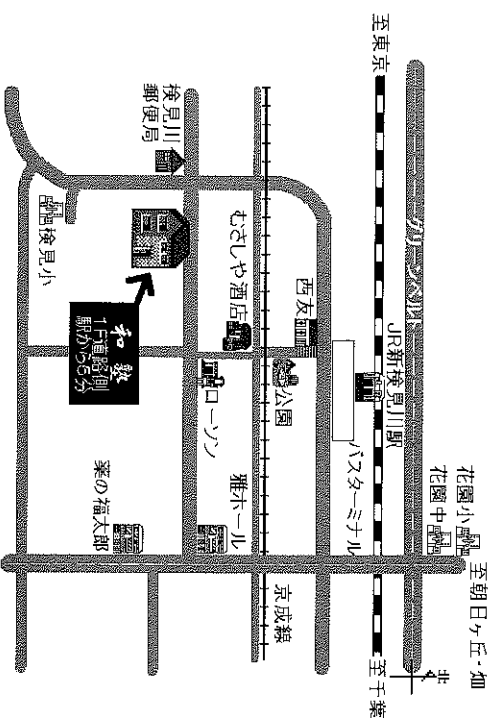 至朝日ヶ丘・畑
北
花園小
花園中
グリーンベルト
至東京
JR新検見川駅
至千葉
バスターミナル
西友
公園
京成線
むさしや酒店
雅ホール
検見川
郵便局
ローソン
和
1F道路側
駅から5分
検見小
薬の福太郎